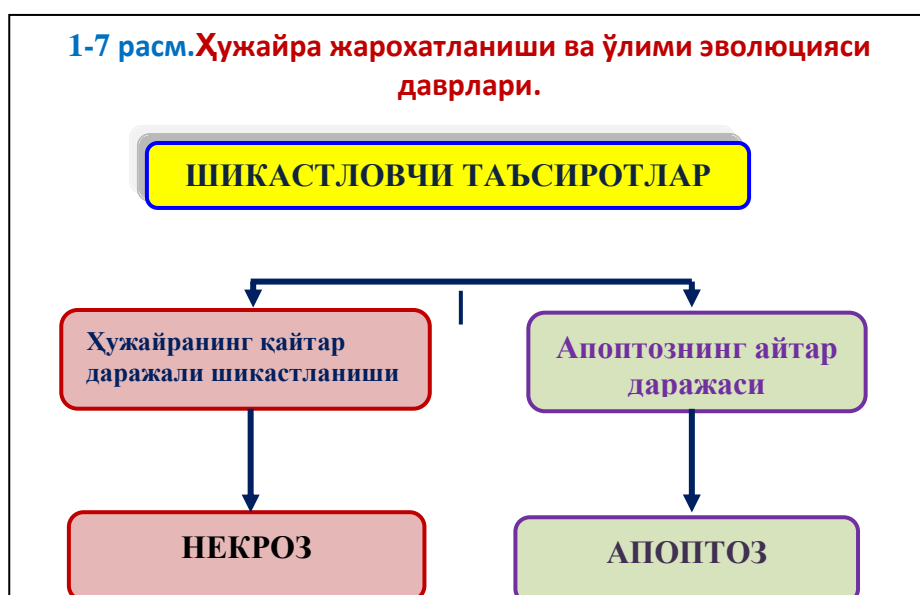 1-7 расм.Ҳужайра жарохатланиши ва ўлими эволюцияси
даврлари.
ШИКАСТЛОВЧИ ТАЪСИРОТЛАР
Ҳужайранинг қайтар
даражали шикастланиши
Апоптознинг айтар
даражаси
НЕКРОЗ
АПОПТОЗ